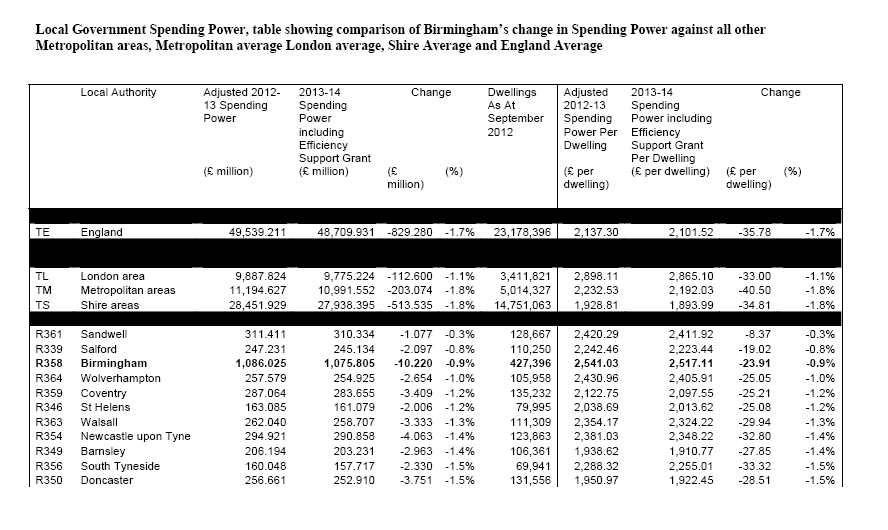 Local Government Spending Power, table showing comparison of Birmingham's change in Spending Power against all other
Metropolitan areas, Metropolitan average London average, Shire Average and England Average
Local Authority Adjusted 2012-13 Spending Power (£ million) 2013-14 Spending Power including Efficiency Support Grant (£ million) Change (£ million) (%) Dwellings As At September 2012 Adjusted 2012-13 Spending Power Per Dwelling (£ per dwelling) 2013-14 Spending Power including Efficiency Support Grant Per Dwelling (£ per dwelling) Change (£ per dwelling) (%)
TE England 49,539.211 48,709.931 -829.280 -1.7% 23,178,396 2,137.30 2,101.52 -35.78 -1.7%
TL London area 9,887.824 9,775.224 -112.600 -1.1% 3,411,821 2,898.11 2,865.10 -33.00 -1.1%
TM Metropolitan areas 11,194.627 10,991.552 -203.074 -1.8% 5,014,327 2,232.53 2,192.03 -40.50 -1.8%
TS Shire areas 28,451.929 27,938.395 -513.535 -1.8% 14,751,063 1,928.81 1,893.99 -34.81 -1.8%
R361 Sandwell 311.411 310.334 -1.077 -0.3% 128,667 2,420.29 2,411.92 -8.37 -0.3%
R339 Salford 247.231 245.134 -2.097 -0.8% 110,250 2,242.46 2,223.44 -19.02 -0.8%
R358 Birmingham 1,086.025 1,075.805 -10.220 -0.9% 427,396 2,541.03 2,517.11 -23.91 -0.9%
R364 Wolverhampton 257.579 254.925 -2.654 -1.0% 105,958 2,430.96 2,405.91 -25.05 -1.0%
R359 Coventry 287.064 283.655 -3.409 -1.2% 135,232 2,122.75 2,097.55 -25.21 -1.2%
R346 St Helens 163.085 161.079 -2.006 -1.2% 79,995 2,038.69 2,013.62 -25.08 -1.2%
R363 Walsall 262.040 258.707 -3.333 -1.3% 111,309 2,354.17 2,324.22 -29.94 -1.3%
R354 Newcastle upon Tyne 294.921 290.858 -4.063 -1.4% 123,863 2,381.03 2,348.22 -32.80 -1.4%
R349 Barnsley 206.194 203.231 -2.963 -1.4% 106,361 1,938.62 1,910.77 -27.85 -1.4%
R356 South Tyneside 160.048 157.717 -2.330 -1.5% 69,941 2,288.32 2,255.01 -33.32 -1.5%
R350 Doncaster 256.661 252.910 -3.751 -1.5% 131,556 1,950.97 1,922.45 -28.51 -1.5%